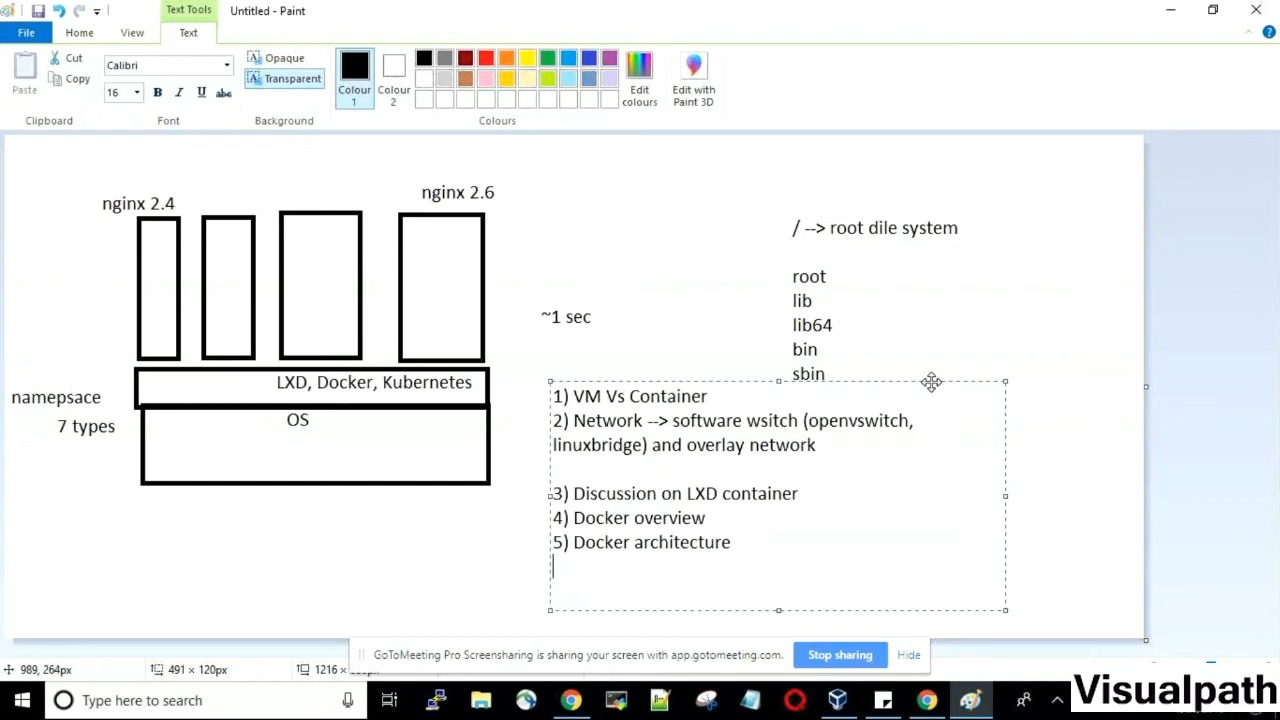 Text Tools
Untitled - Paint
File
Home
View
Text
Paste
Cut
Copy
Calibri
16
B
I
U
abc
Opaque
Transparent
Colour
1
Colour
2
Edit
colours
Edit with
Paint 3D
Clipboard
Font
Background
Colours
nginx 2.4
nginx 2.6
/ --> root dile system
root
lib
lib64
bin
sbin
~1 sec
LXD, Docker, Kubernetes
OS
namepsace
7 types
1) VM Vs Container
2) Network --> software wsitch (openvswitch,
linuxbridge) and overlay network
3) Discussion on LXD container
4) Docker overview
5) Docker architecture
GoToMeeting Pro Screensharing is sharing your screen with app.gotomeeting.com.
Stop sharing
Hide
989, 264px
491 × 120px
1216 ×
Type here to search
Visualpath